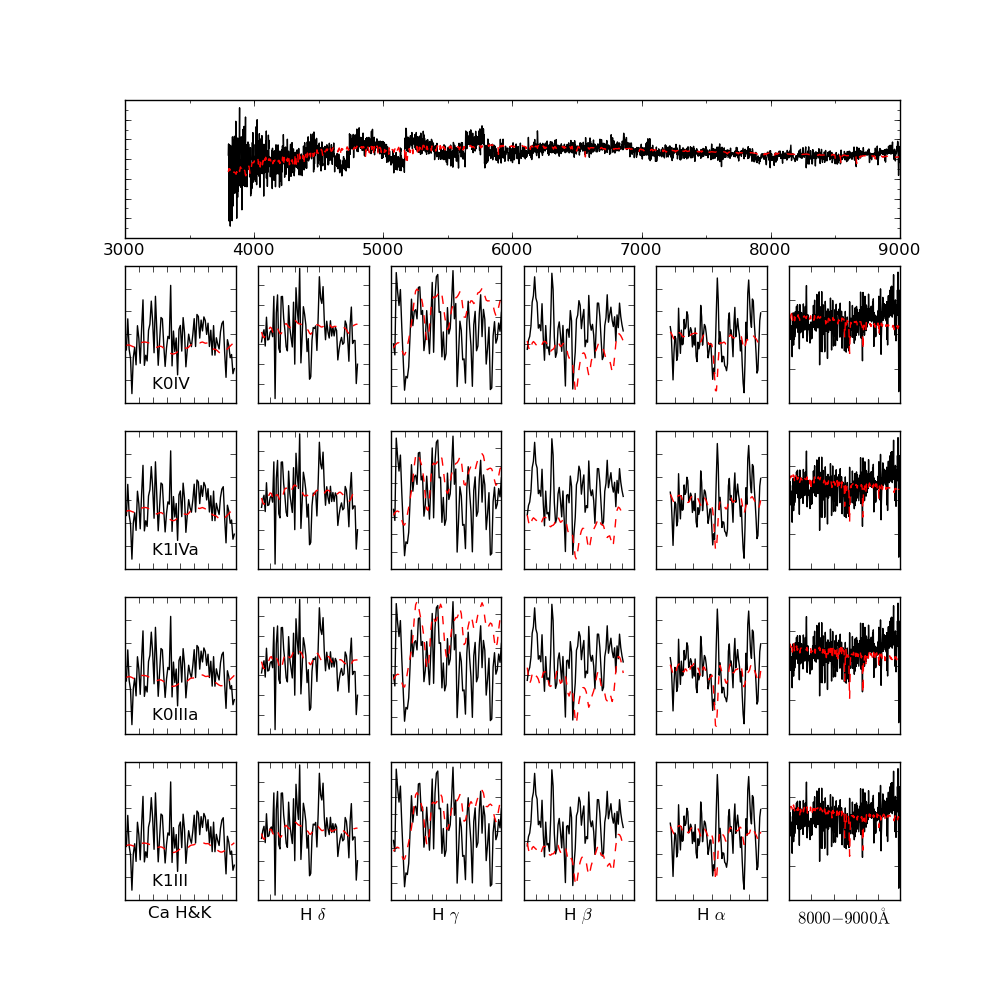 3000 4000 5000 6000 7000 8000 9000
K0IV
K1IVa
K0IIIa
K1III
Ca H&K H δ H γ H β H α 8000−9000Å